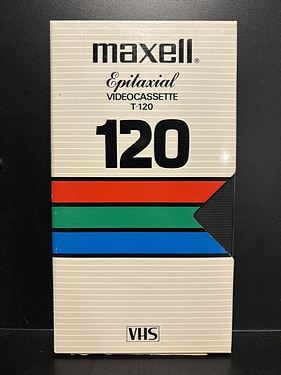 maxell®
Epitaxial
VIDEOCASSETTE
T-120
120
VHS